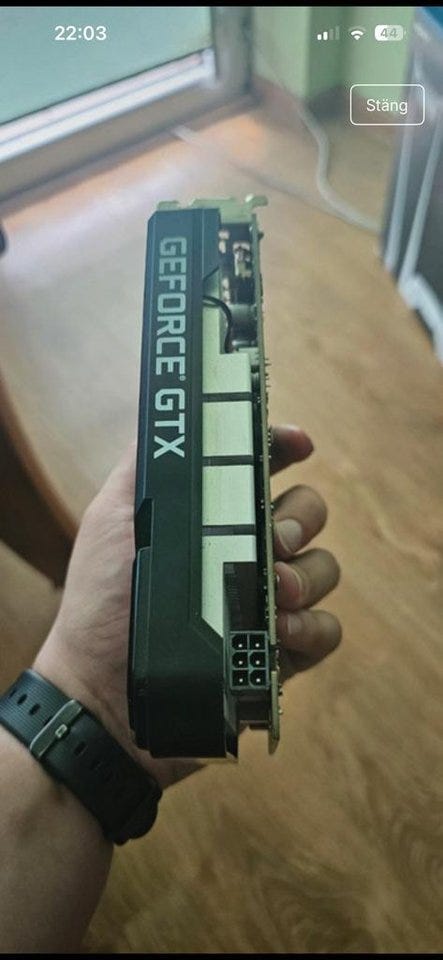 22:03
44
Stäng
GEFORCE® GTX